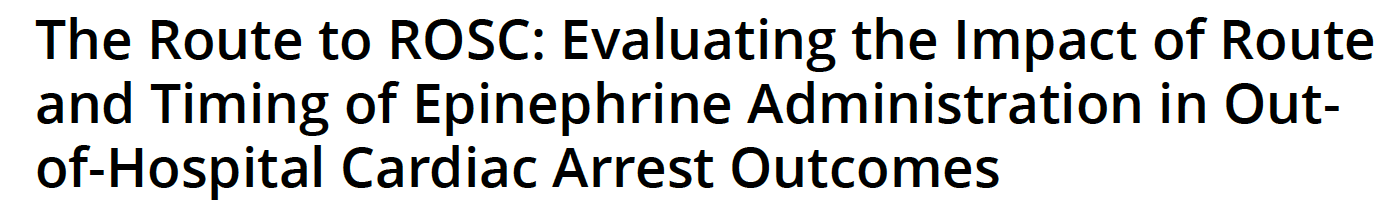 The Route to ROSC: Evaluating the Impact of Route
and Timing of Epinephrine Administration in Out-
of-Hospital Cardiac Arrest Outcomes